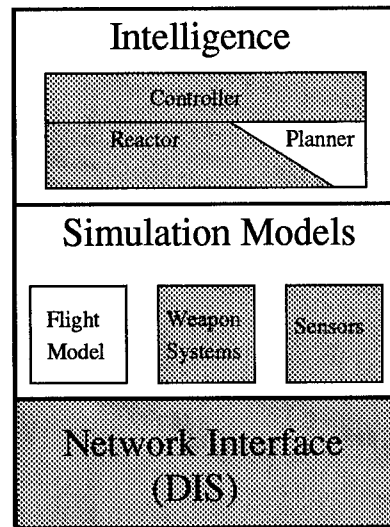 Intelligence
Controller
Reactor
Planner
Simulation Models
Flight
Model
Weapon
Systems
Sensors
Network Interface
(DIS)